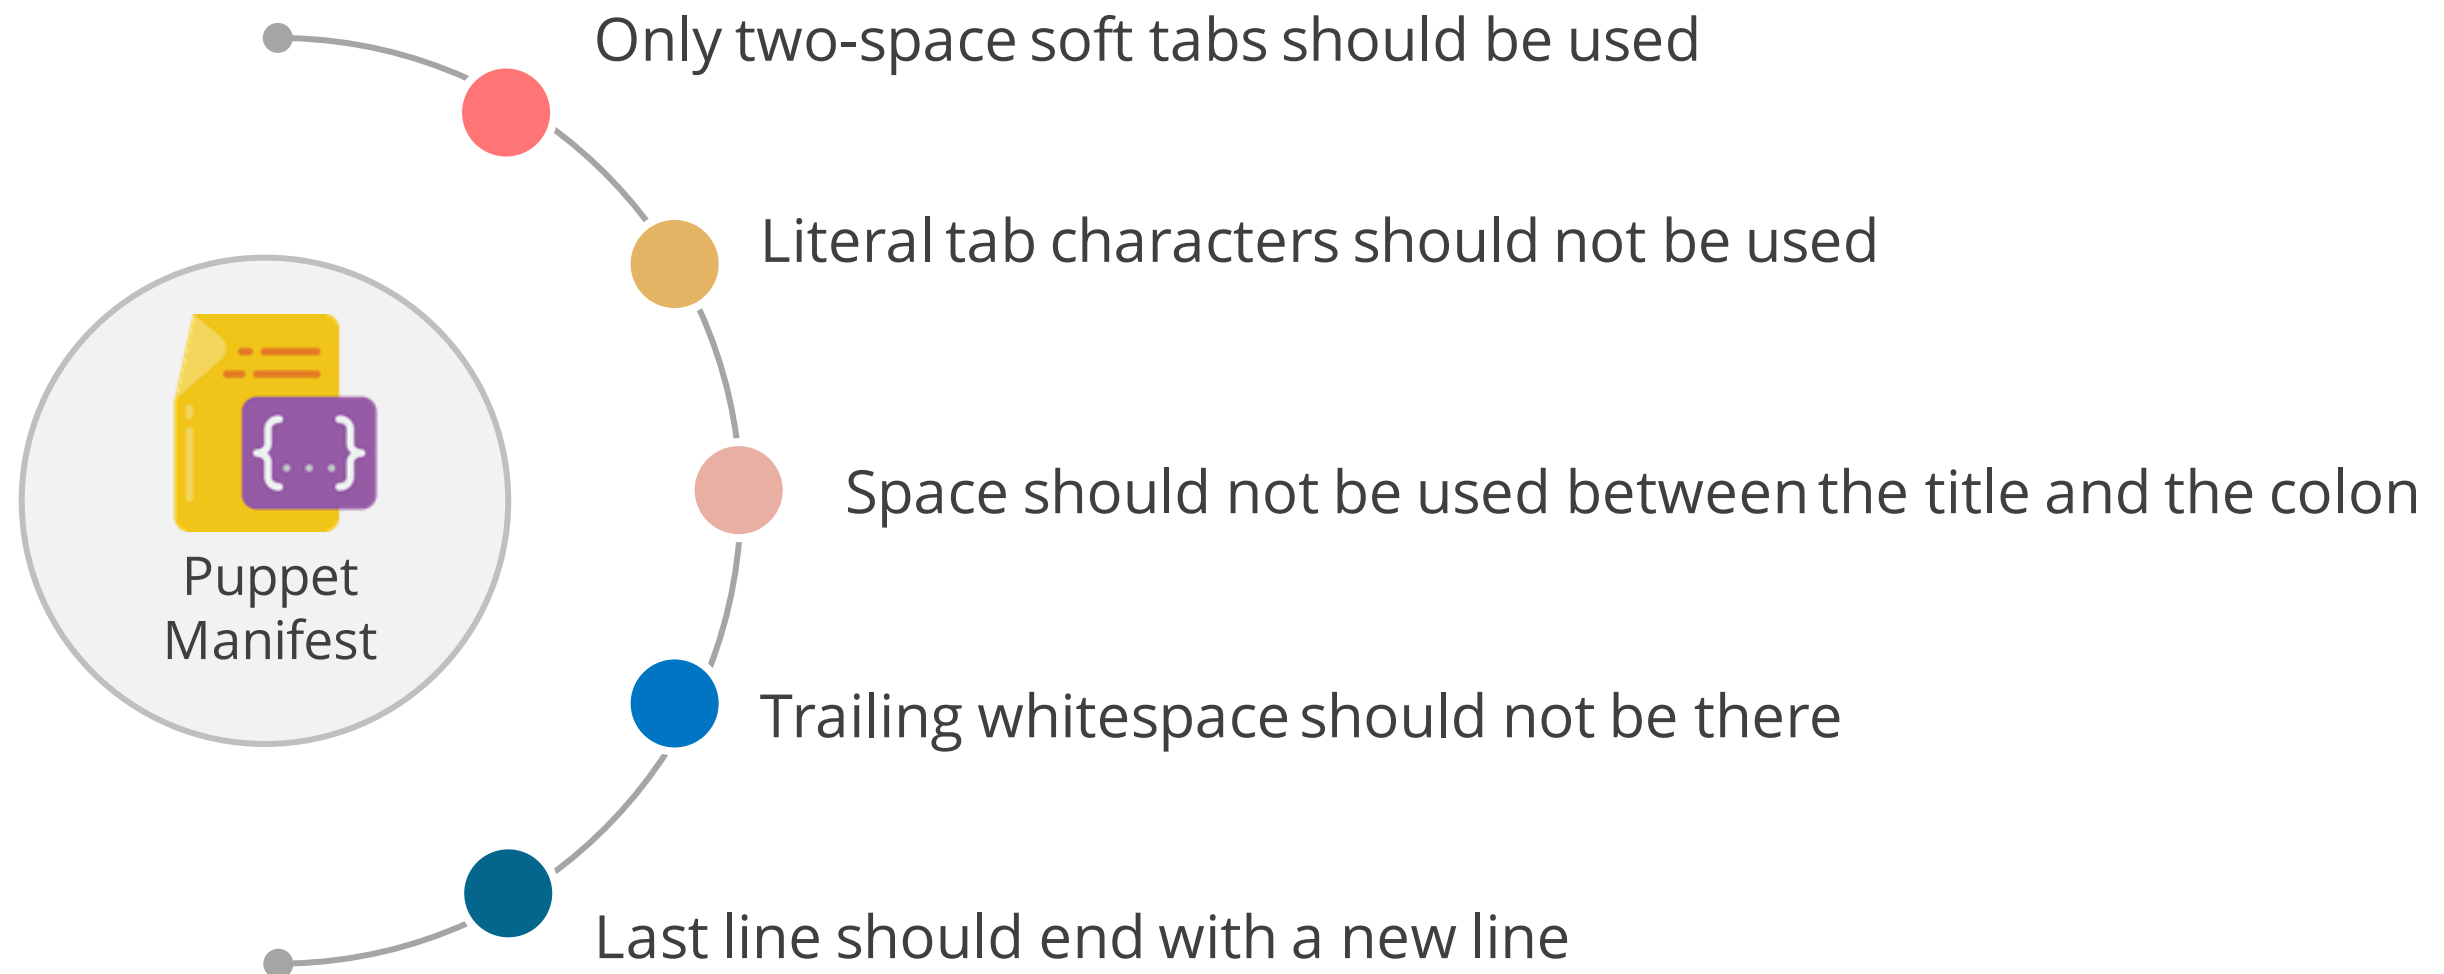 Only two-space soft tabs should be used
Literal tab characters should not be used
Space should not be used between the title and the colon
{...}
Puppet
Manifest
Trailing whitespace should not be there
Last line should end with a new line